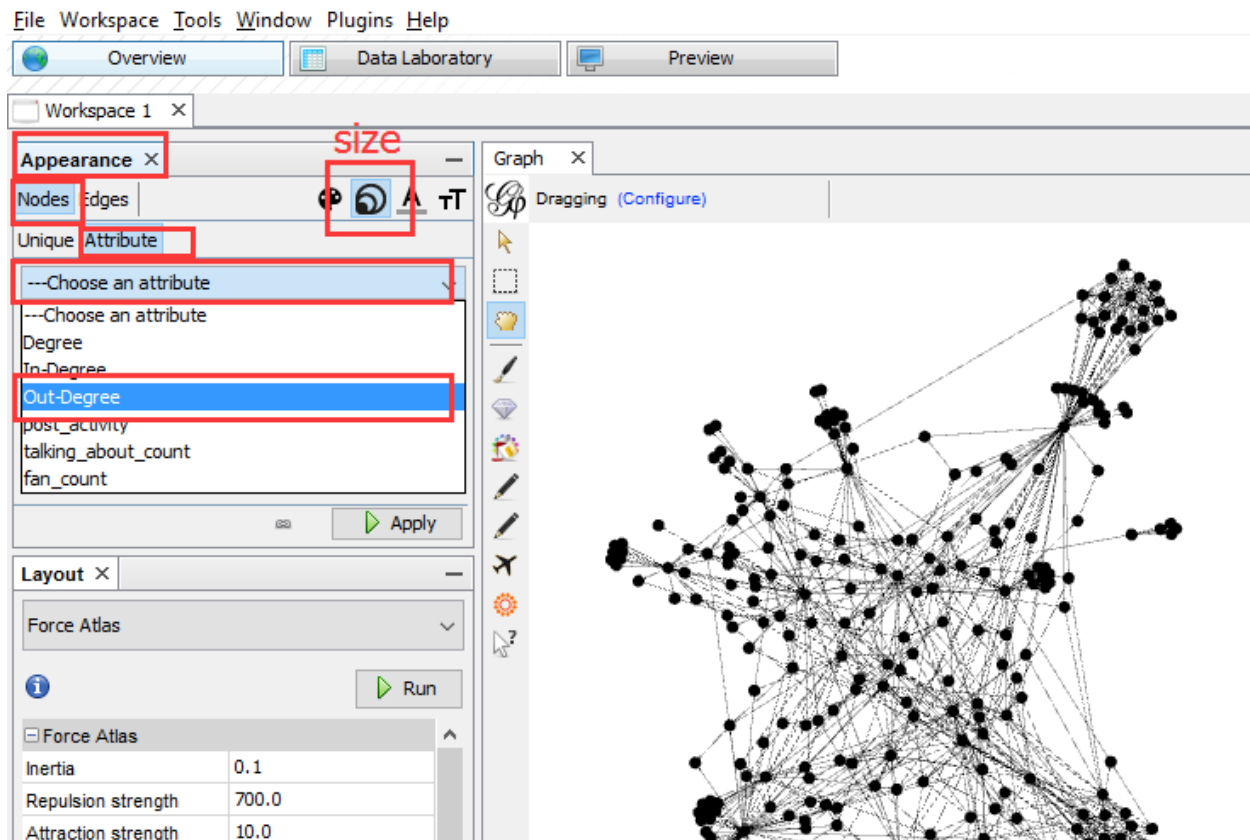 File Workspace Tools Window Plugins Help
Overview Data Laboratory Preview
Workspace 1
size
Appearance
Nodes Edges A TT
Unique Attribute
---Choose an attribute
---Choose an attribute
Degree
In-Degree
Out-Degree
post_activity
talking_about_count
fan_count
Apply
Layout
Force Atlas
Run
Force Atlas
Inertia 0.1
Repulsion strength 700.0
Attraction strength 10.0
Graph
Dragging (Configure)